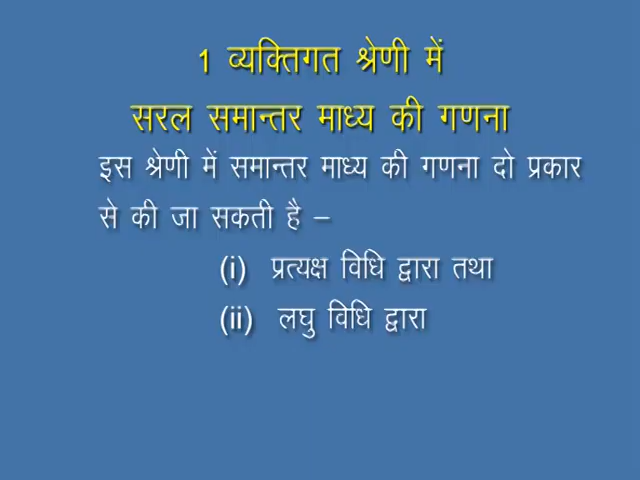 1 व्यक्तिगत श्रेणी में
सरल समान्तर माध्य की गणना
इस श्रेणी में समान्तर माध्य की गणना दो प्रकार
से की जा सकती है –
(i) प्रत्यक्ष विधि द्वारा तथा
(ii) लघु विधि द्वारा